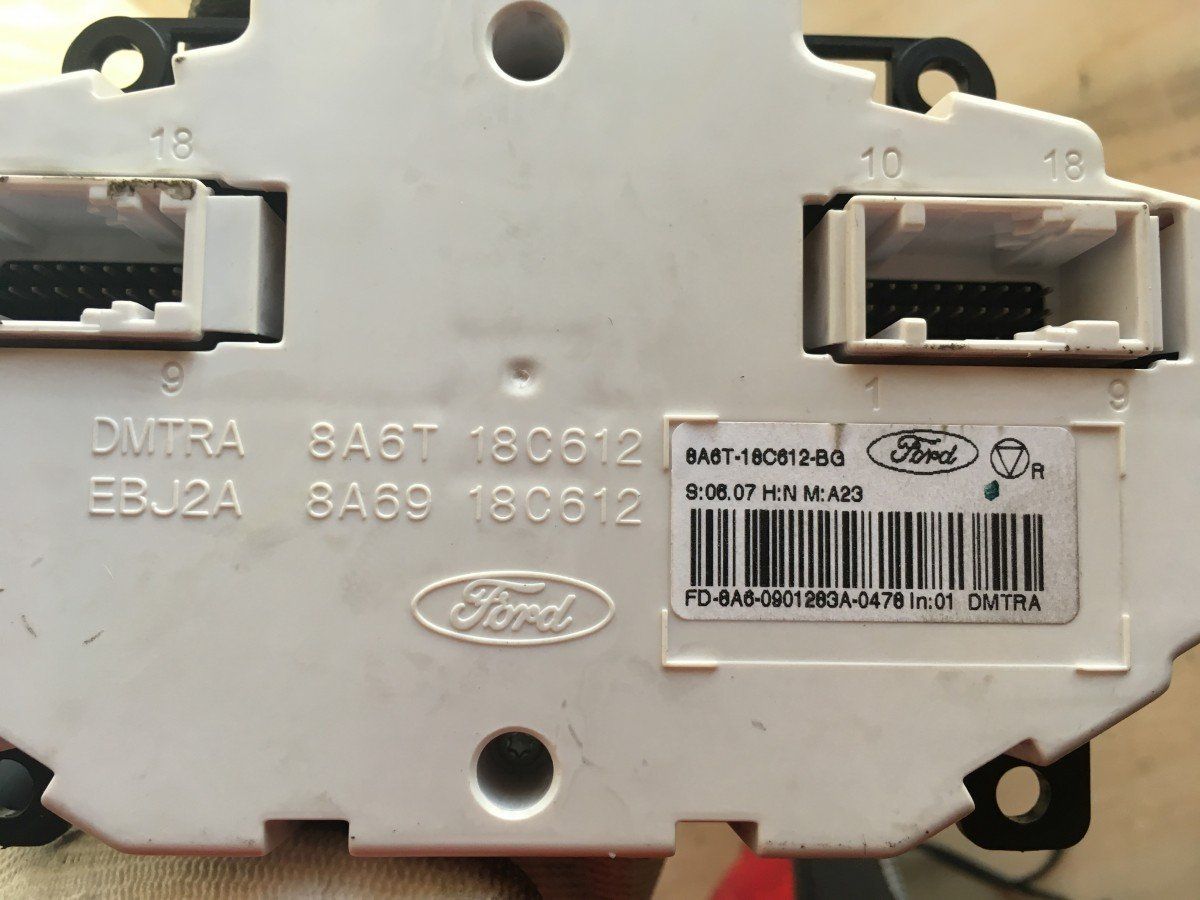 18
10 18
9
1 9
DMTRA 8A6T 18C612
EBJ2A 8A69 18C612
Ford
8A6T-18C612-BG Ford R
S:06.07 H:N M:A23
FD-8A6-0901283A-0478 In:01 DMTRA